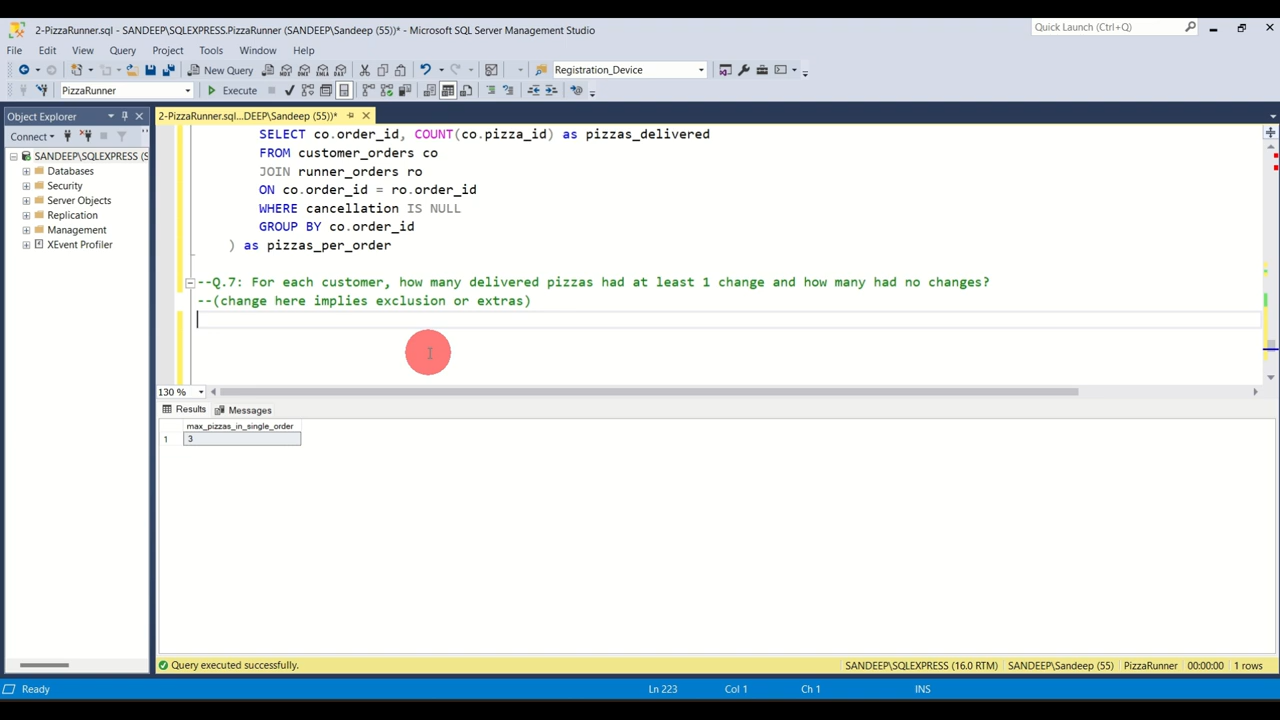 2-PizzaRunner.sql - SANDEEP\SQLEXPRESS.PizzaRunner (SANDEEP\Sandeep (55))* - Microsoft SQL Server Management Studio
Quick Launch (Ctrl+Q)
File Edit View Query Project Tools Window Help
New Query MDX DMX XMLA DAX Registration_Device
PizzaRunner Execute
Object Explorer
2-PizzaRunner.sql...DEEP\Sandeep (55))*
Connect
SANDEEP\SQLEXPRESS (S
Databases
Security
Server Objects
Replication
Management
XEvent Profiler
SELECT co.order_id, COUNT(co.pizza_id) as pizzas_delivered
FROM customer_orders co
JOIN runner_orders ro
ON co.order_id = ro.order_id
WHERE cancellation IS NULL
GROUP BY co.order_id
) as pizzas_per_order
--Q.7: For each customer, how many delivered pizzas had at least 1 change and how many had no changes?
--(change here implies exclusion or extras)
130 %
Results Messages
max_pizzas_in_single_order
1 3
Query executed successfully. SANDEEP\SQLEXPRESS (16.0 RTM) SANDEEP\Sandeep (55) PizzaRunner 00:00:00 1 rows
Ready Ln 223 Col 1 Ch 1 INS